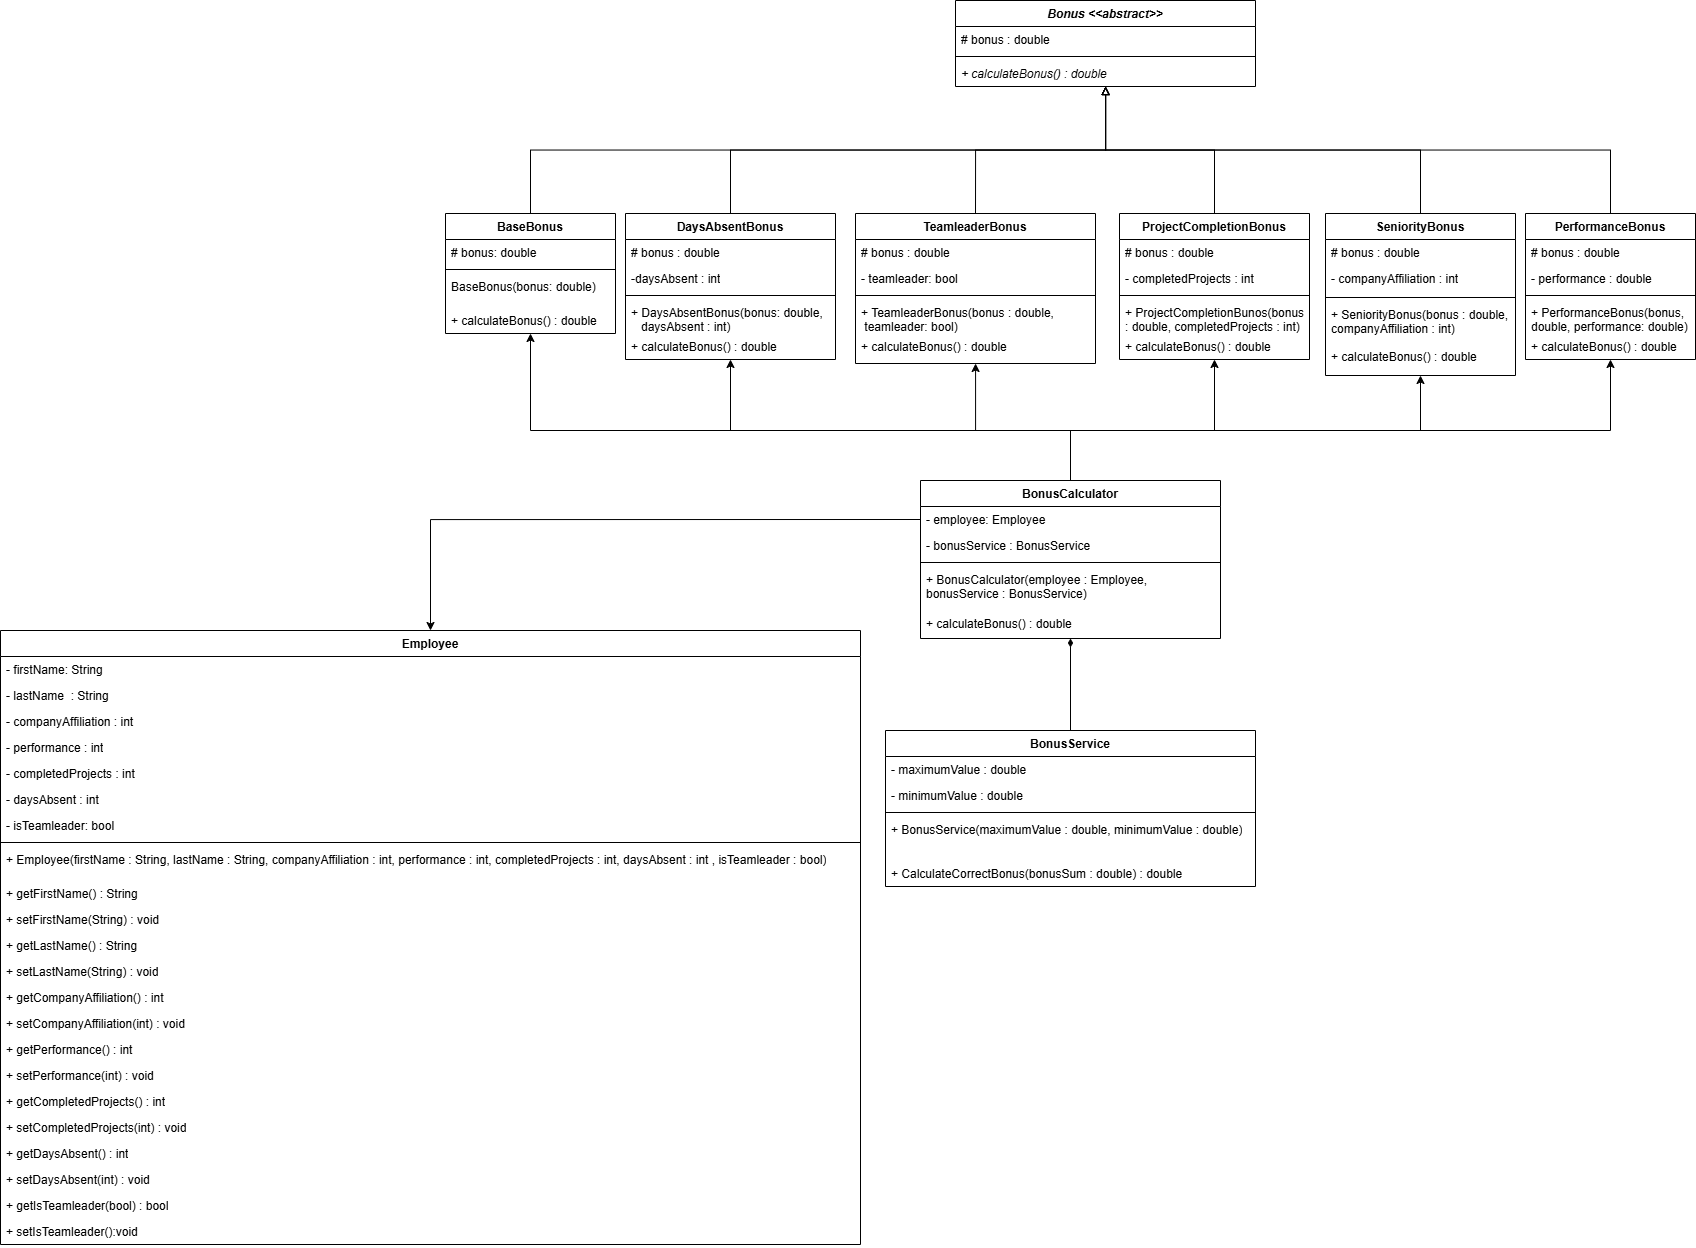 Bonus <<abstract>>
# bonus : double
+ calculateBonus() : double
BaseBonus
# bonus: double
BaseBonus(bonus: double)
+ calculateBonus() : double
DaysAbsentBonus
# bonus : double
-daysAbsent : int
+ DaysAbsentBonus(bonus: double,
daysAbsent : int)
+ calculateBonus() : double
TeamleaderBonus
# bonus : double
- teamleader: bool
+ TeamleaderBonus(bonus : double,
teamleader: bool)
+ calculateBonus() : double
ProjectCompletionBonus
# bonus : double
- completedProjects : int
+ ProjectCompletionBunos(bonus
: double, completedProjects : int)
+ calculateBonus() : double
SeniorityBonus
# bonus : double
- companyAffiliation : int
+ SeniorityBonus(bonus : double,
companyAffiliation : int)
+ calculateBonus() : double
PerformanceBonus
# bonus : double
- performance : double
+ PerformanceBonus(bonus,
double, performance: double)
+ calculateBonus() : double
BonusCalculator
- employee: Employee
- bonusService : BonusService
+ BonusCalculator(employee : Employee,
bonusService : BonusService)
+ calculateBonus() : double
Employee
- firstName: String
- lastName : String
- companyAffiliation : int
- performance : int
- completedProjects : int
- daysAbsent : int
- isTeamleader: bool
+ Employee(firstName : String, lastName : String, companyAffiliation : int, performance : int, completedProjects : int, daysAbsent : int , isTeamleader : bool)
+ getFirstName() : String
+ setFirstName(String) : void
+ getLastName() : String
+ setLastName(String) : void
+ getCompanyAffiliation() : int
+ setCompanyAffiliation(int) : void
+ getPerformance() : int
+ setPerformance(int) : void
+ getCompletedProjects() : int
+ setCompletedProjects(int) : void
+ getDaysAbsent() : int
+ setDaysAbsent(int) : void
+ getIsTeamleader(bool) : bool
+ setIsTeamleader():void
BonusService
- maximumValue : double
- minimumValue : double
+ BonusService(maximumValue : double, minimumValue : double)
+ CalculateCorrectBonus(bonusSum : double) : double